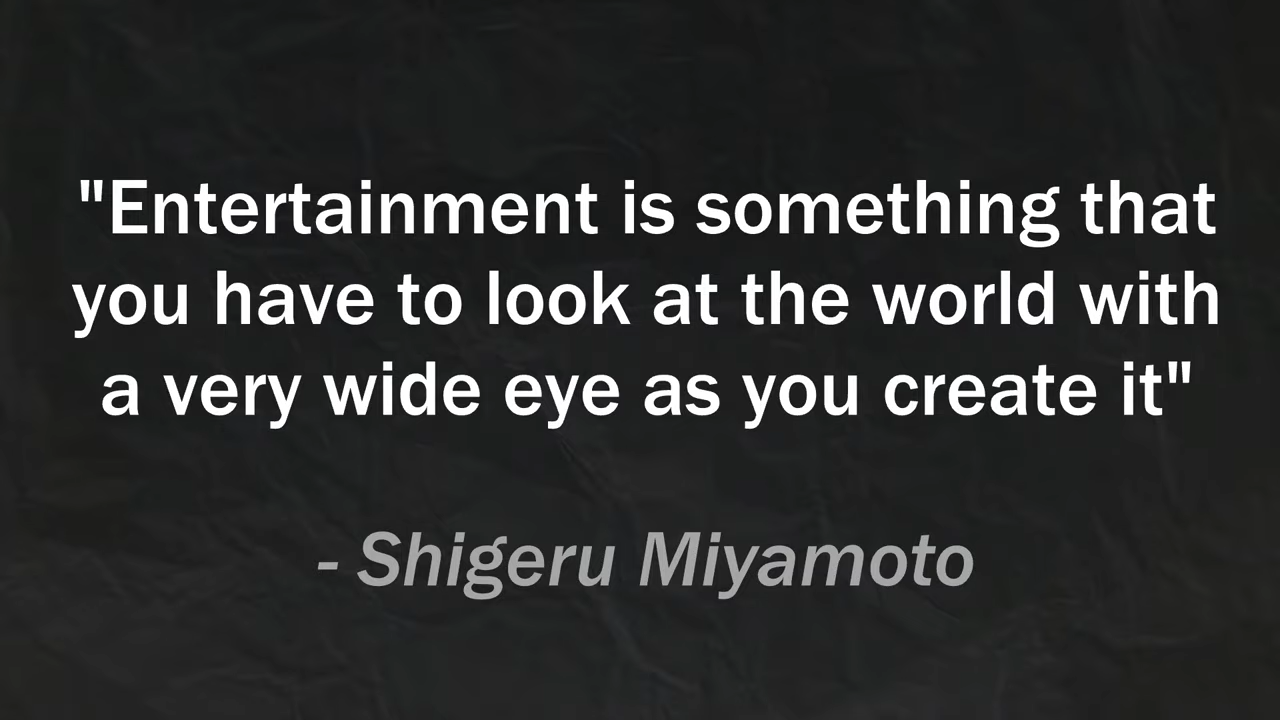 "Entertainment is something that
you have to look at the world with
a very wide eye as you create it"
- Shigeru Miyamoto